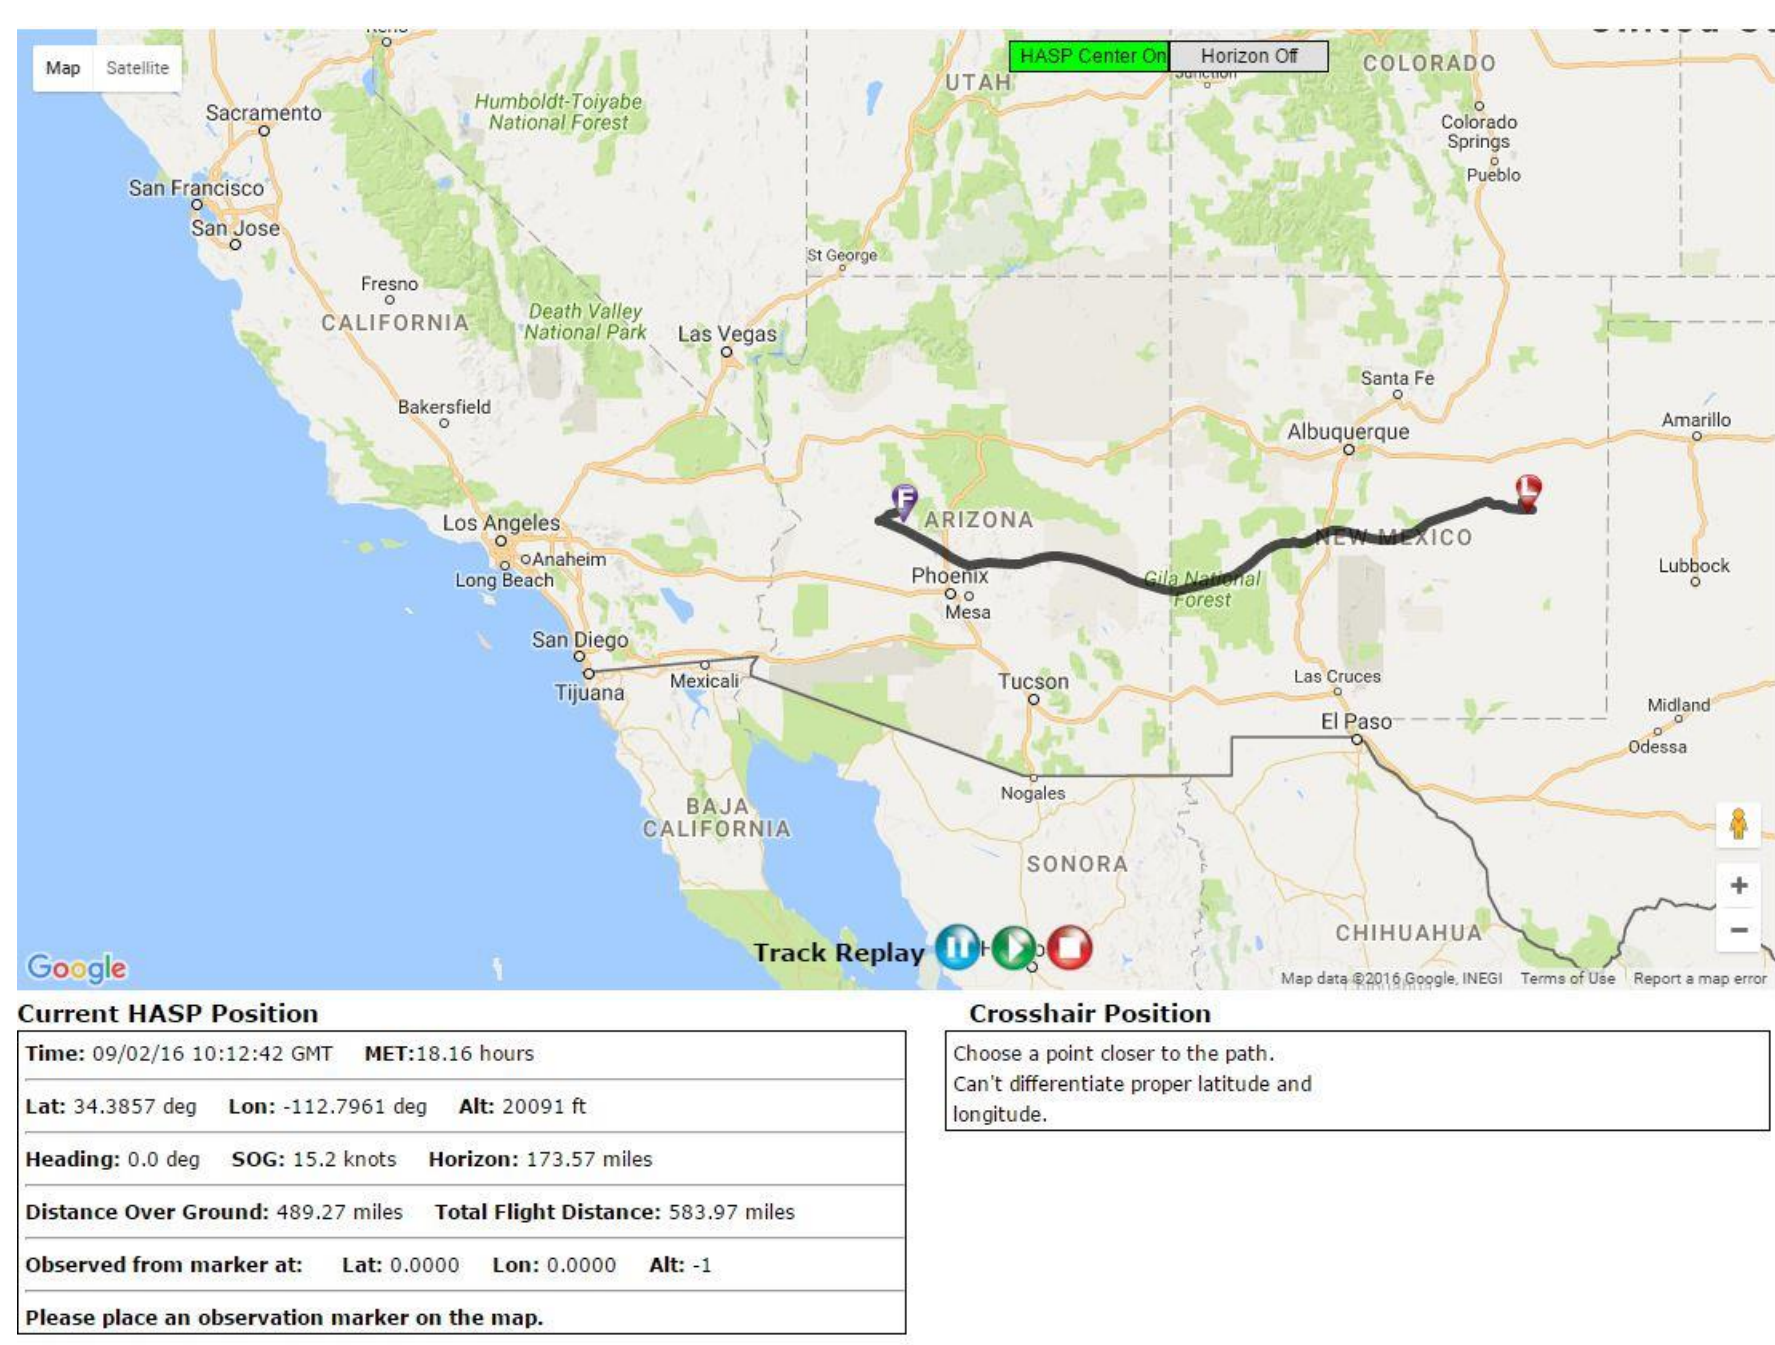 Reno
Map
Satellite
HASP Center On
Horizon Off
UTAH
Junction
COLORADO
Sacramento
Humboldt-Toiyabe
National Forest
Colorado
Springs
Pueblo
San Francisco
San Jose
St George
Fresno
CALIFORNIA
Death Valley
National Park
Las Vegas
Santa Fe
Bakersfield
Amarillo
Albuquerque
F
L
Los Angeles
ARIZONA
NEW MEXICO
Anaheim
Long Beach
Phoenix
Mesa
Gila National
Forest
Lubbock
San Diego
Tijuana
Mexicali
Tucson
Las Cruces
El Paso
Midland
Odessa
Nogales
BAJA
CALIFORNIA
SONORA
CHIHUAHUA
+
−
Track Replay
Google
Map data ©2016 Google, INEGI
Terms of Use
Report a map error
Current HASP Position
Time: 09/02/16 10:12:42 GMT MET:18.16 hours
Lat: 34.3857 deg Lon: -112.7961 deg Alt: 20091 ft
Heading: 0.0 deg SOG: 15.2 knots Horizon: 173.57 miles
Distance Over Ground: 489.27 miles Total Flight Distance: 583.97 miles
Observed from marker at: Lat: 0.0000 Lon: 0.0000 Alt: -1
Please place an observation marker on the map.
Crosshair Position
Choose a point closer to the path.
Can't differentiate proper latitude and
longitude.